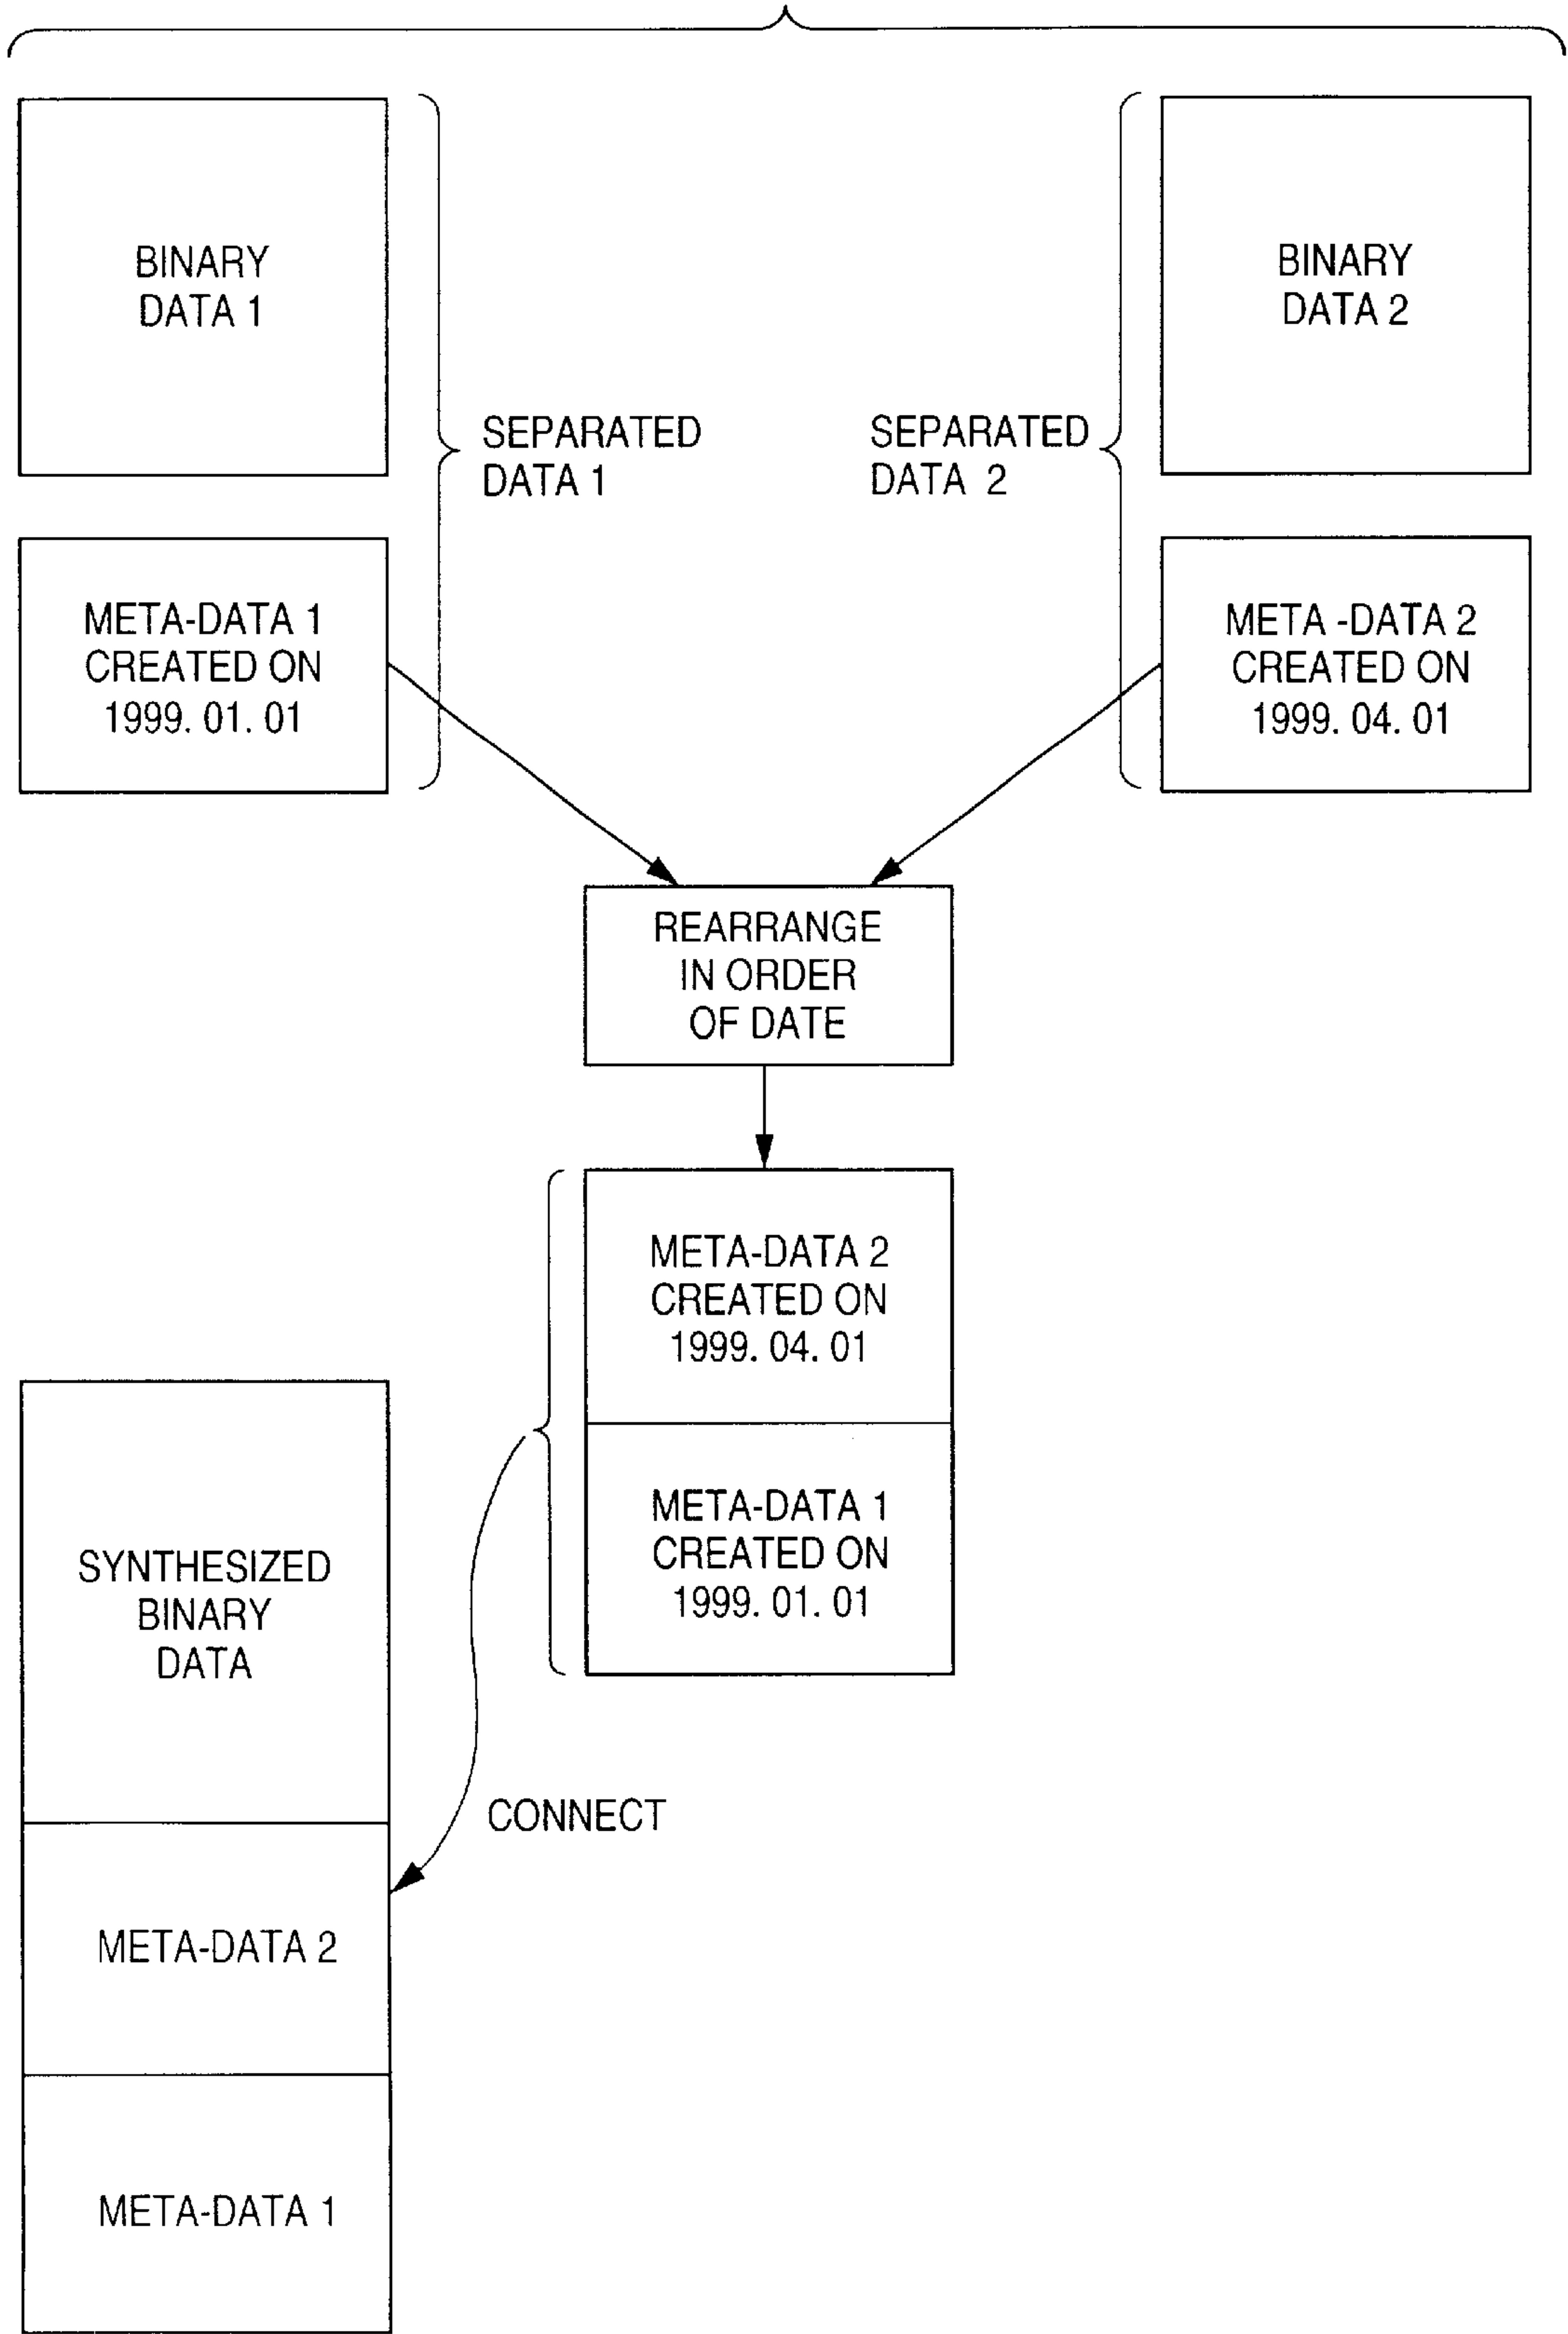 BINARY
DATA 1
BINARY
DATA 2
SEPARATED
DATA 1
SEPARATED
DATA 2
META-DATA 1
CREATED ON
1999. 01. 01
META -DATA 2
CREATED ON
1999. 04. 01
REARRANGE
IN ORDER
OF DATE
META-DATA 2
CREATED ON
1999. 04. 01
META-DATA 1
CREATED ON
1999. 01. 01
SYNTHESIZED
BINARY
DATA
CONNECT
META-DATA 2
META-DATA 1